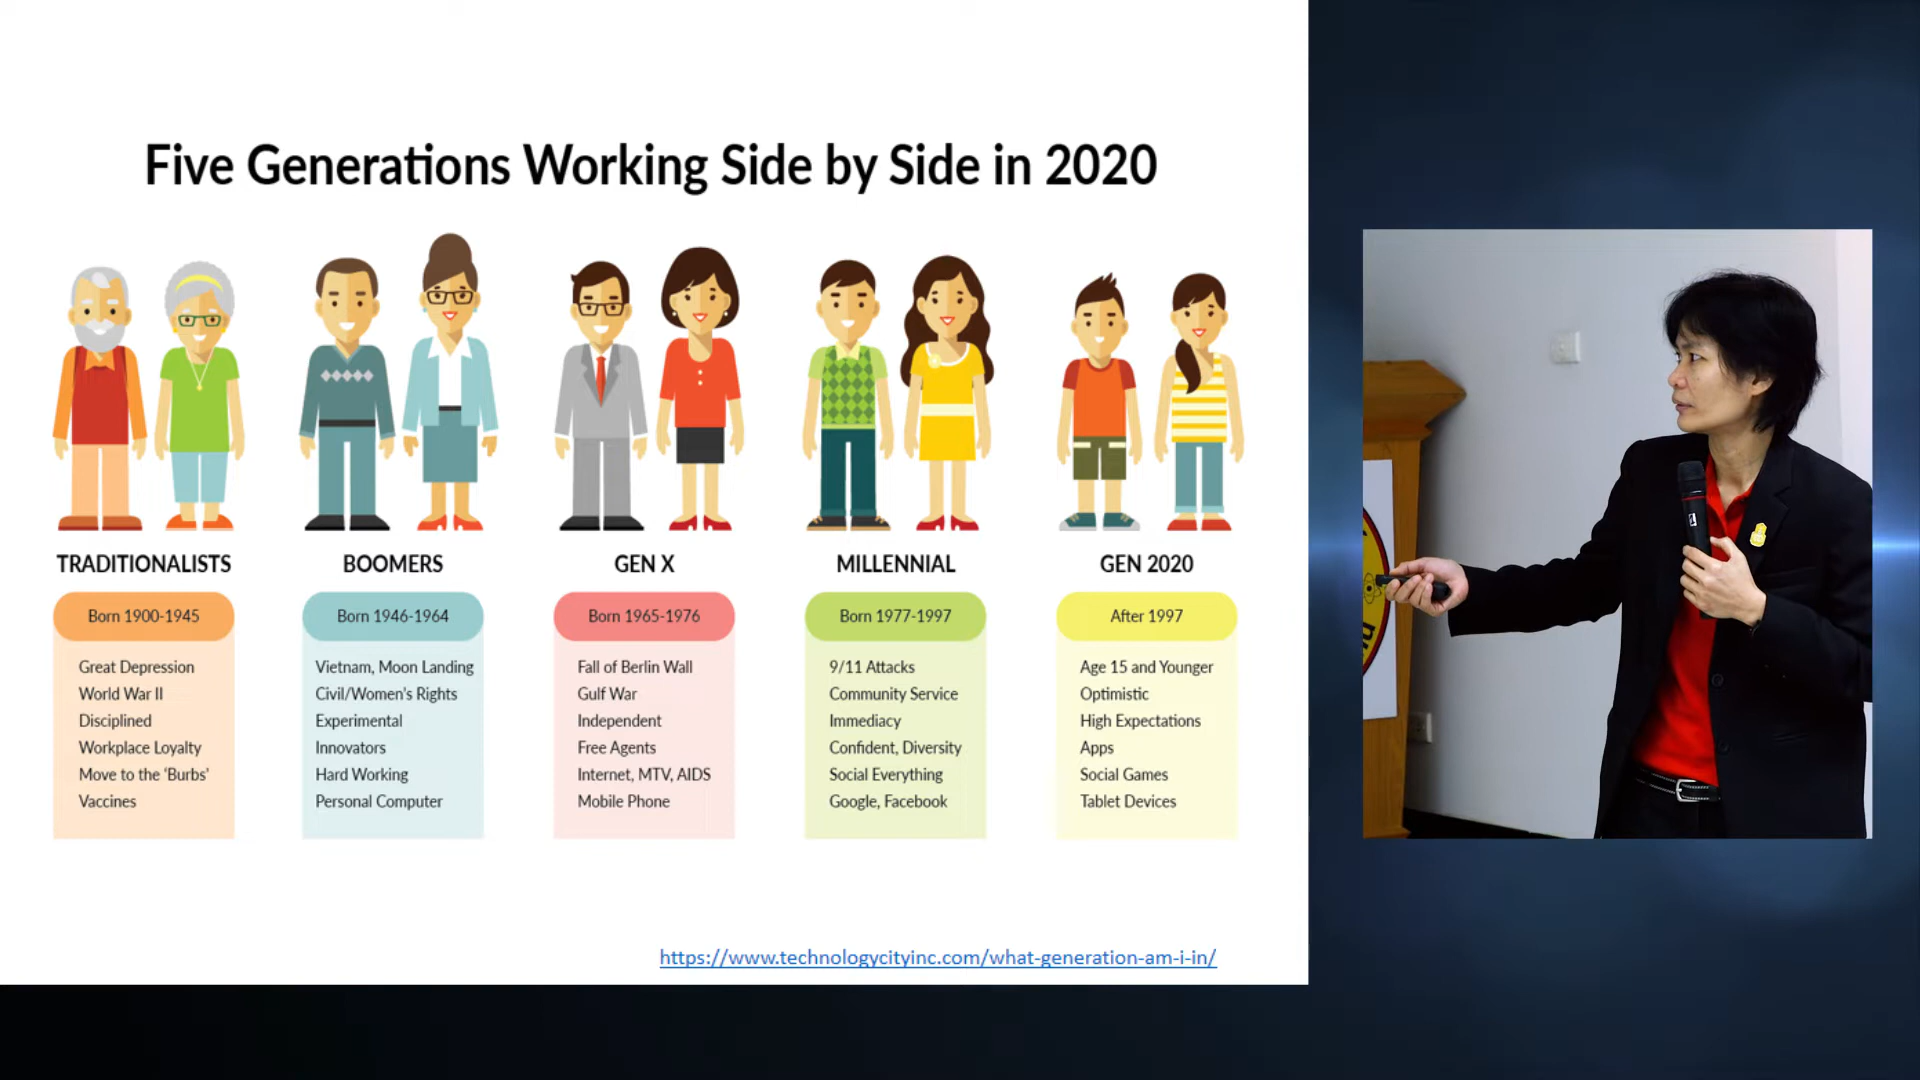 Five Generations Working Side by Side in 2020
TRADITIONALISTS
Born 1900-1945
Great Depression
World War II
Disciplined
Workplace Loyalty
Move to the ‘Burbs’
Vaccines
BOOMERS
Born 1946-1964
Vietnam, Moon Landing
Civil/Women’s Rights
Experimental
Innovators
Hard Working
Personal Computer
GEN X
Born 1965-1976
Fall of Berlin Wall
Gulf War
Independent
Free Agents
Internet, MTV, AIDS
Mobile Phone
MILLENNIAL
Born 1977-1997
9/11 Attacks
Community Service
Immediacy
Confident, Diversity
Social Everything
Google, Facebook
GEN 2020
After 1997
Age 15 and Younger
Optimistic
High Expectations
Apps
Social Games
Tablet Devices
https://www.technologycityinc.com/what-generation-am-i-in/